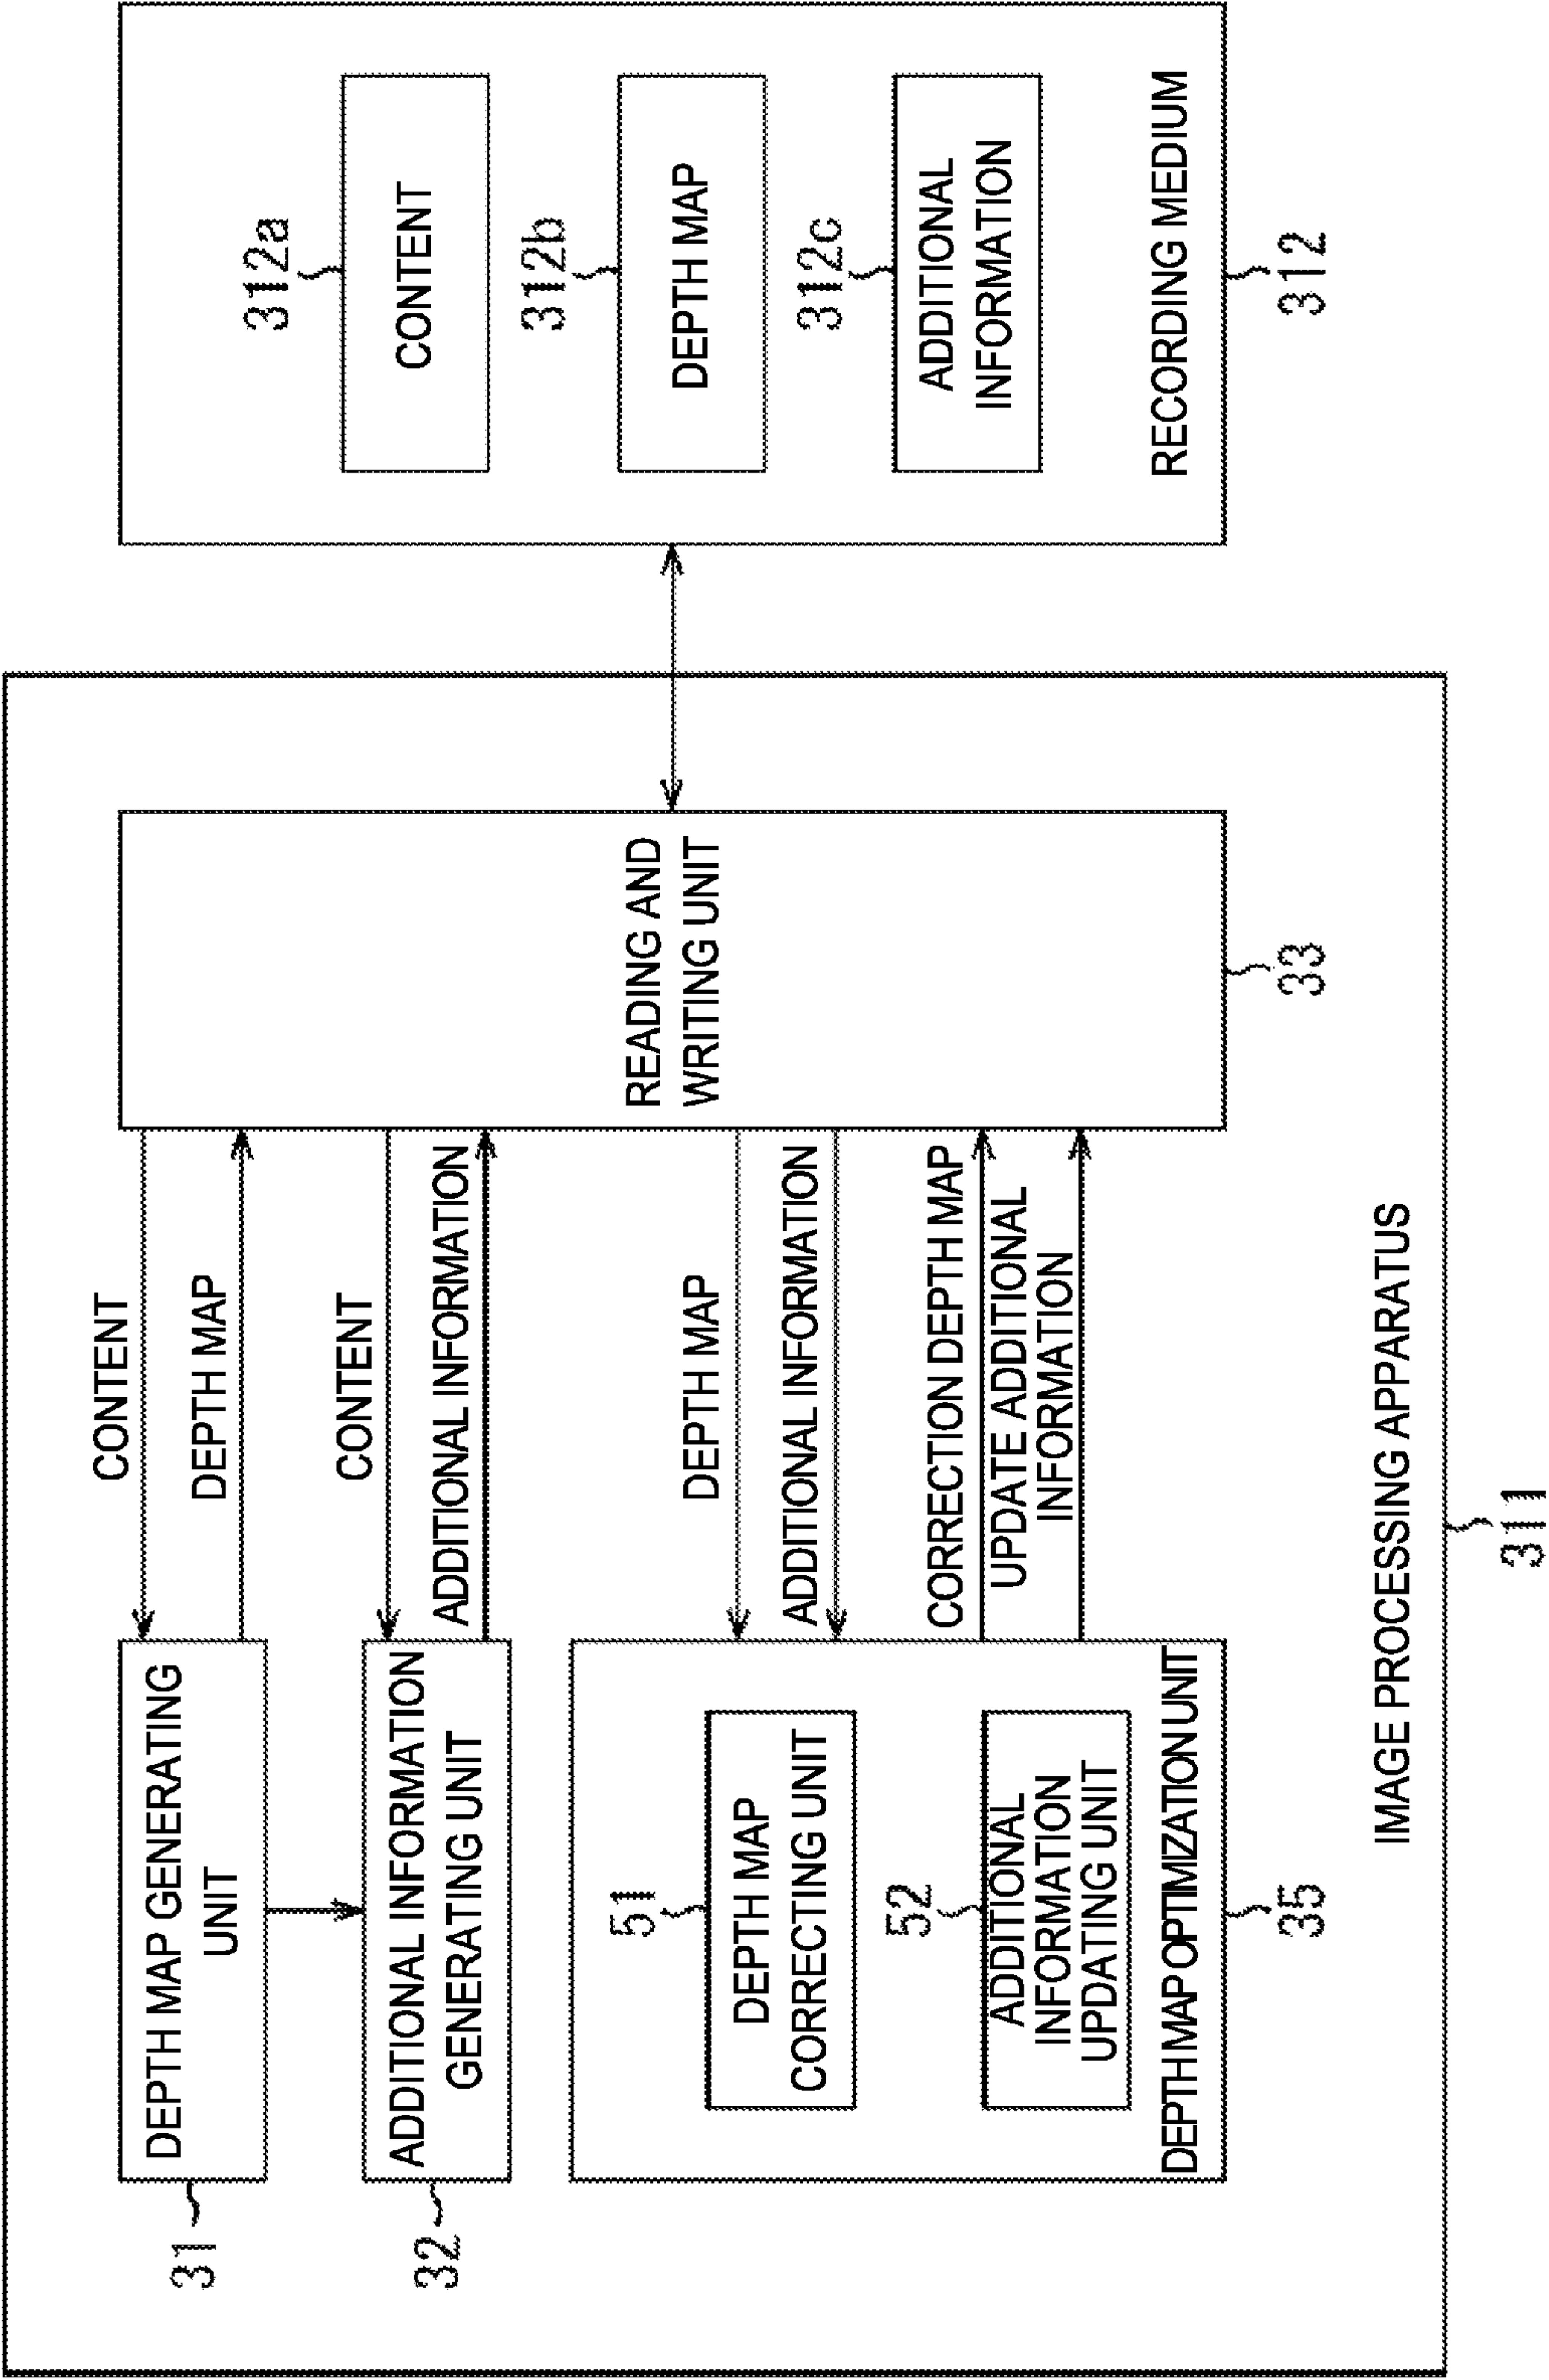 31
DEPTH MAP GENERATING
UNIT
CONTENT
DEPTH MAP
32
ADDITIONAL INFORMATION
GENERATING UNIT
CONTENT
ADDITIONAL INFORMATION
51
DEPTH MAP
CORRECTING UNIT
52
ADDITIONAL
INFORMATION
UPDATING UNIT
DEPTH MAP OPTIMIZATION UNIT
35
DEPTH MAP
ADDITIONAL INFORMATION
CORRECTION DEPTH MAP
UPDATE ADDITIONAL
INFORMATION
READING AND
WRITING UNIT
33
IMAGE PROCESSING APPARATUS
311
312a
CONTENT
312b
DEPTH MAP
312c
ADDITIONAL
INFORMATION
RECORDING MEDIUM
312